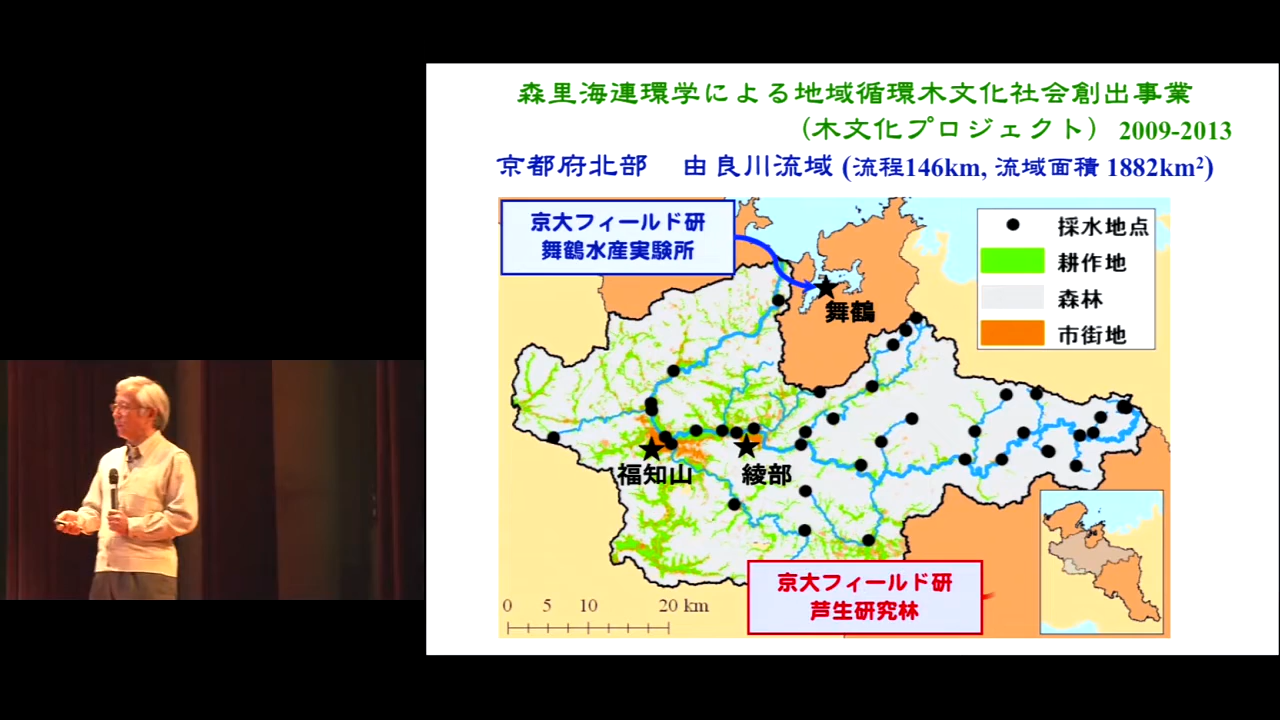 森里海連環学による地域循環木文化社会創出事業
（木文化プロジェクト） 2009-2013
京都府北部　由良川流域 (流程146km, 流域面積 1882km²)
京大フィールド研
舞鶴水産実験所
採水地点
耕作地
森林
市街地
舞鶴
福知山
綾部
京大フィールド研
芦生研究林
0 5 10 20 km